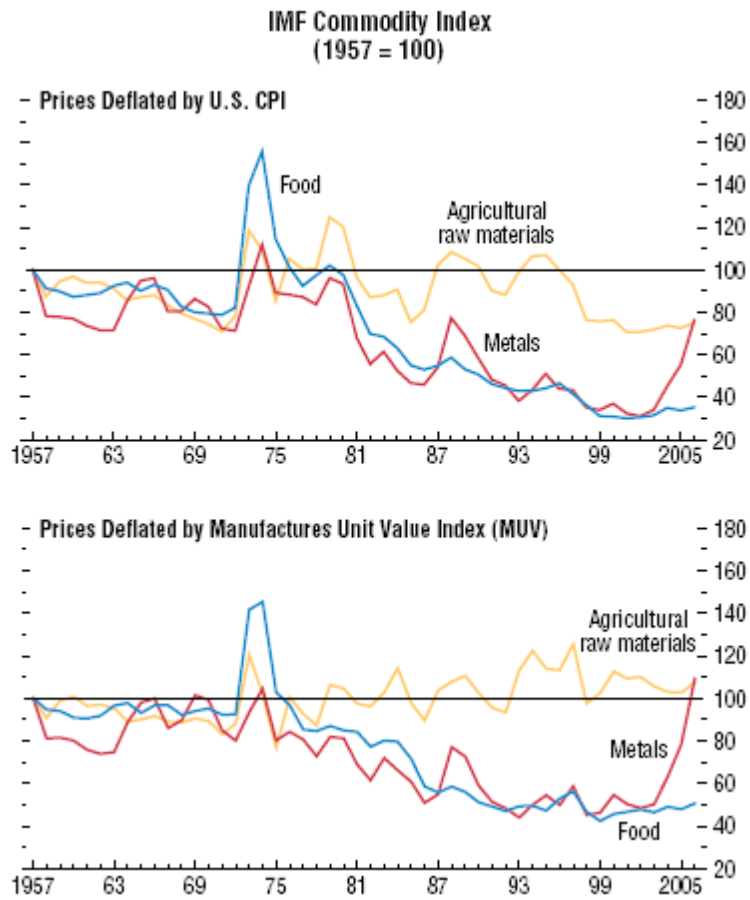 IMF Commodity Index
(1957 = 100)
Prices Deflated by U.S. CPI
180
160
Food
140
Agricultural
raw materials
120
100
80
Metals
60
40
20
1957 63 69 75 81 87 93 99 2005
Prices Deflated by Manufactures Unit Value Index (MUV)
180
160
Agricultural
raw materials
140
120
100
Metals
80
60
Food
40
20
1957 63 69 75 81 87 93 99 2005